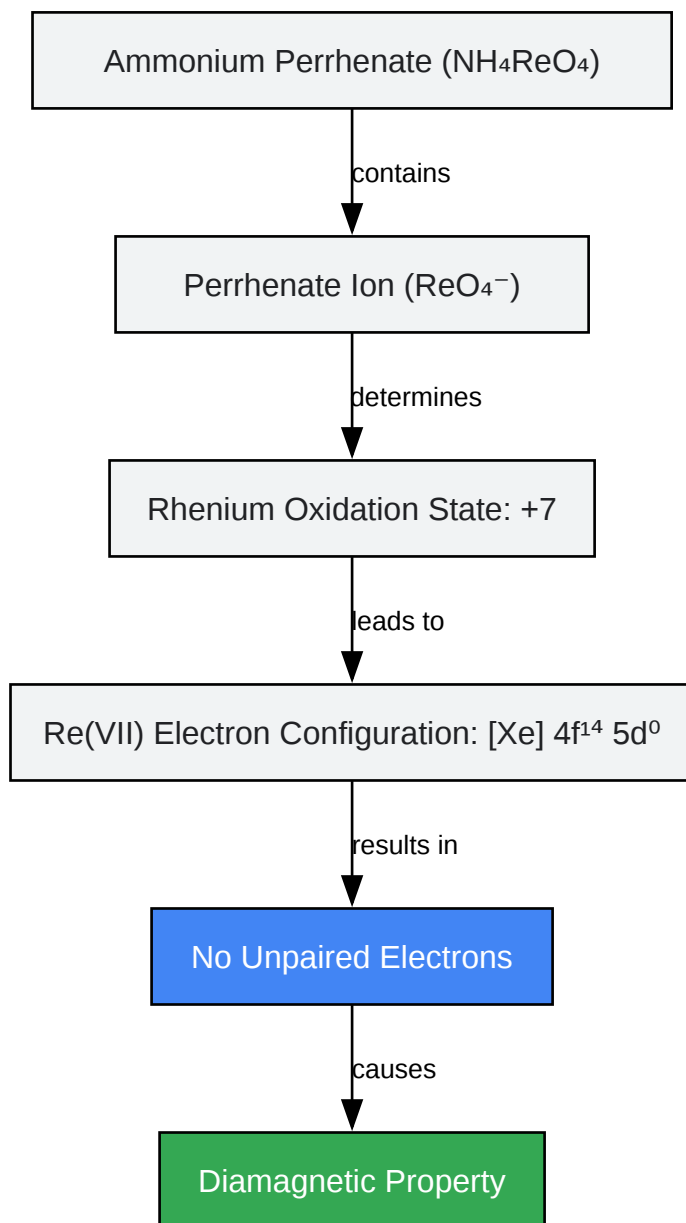 Ammonium Perrhenate (NH₄ReO₄)
contains
Perrhenate Ion (ReO₄⁻)
determines
Rhenium Oxidation State: +7
leads to
Re(VII) Electron Configuration: [Xe] 4f¹⁴ 5d⁰
results in
No Unpaired Electrons
causes
Diamagnetic Property